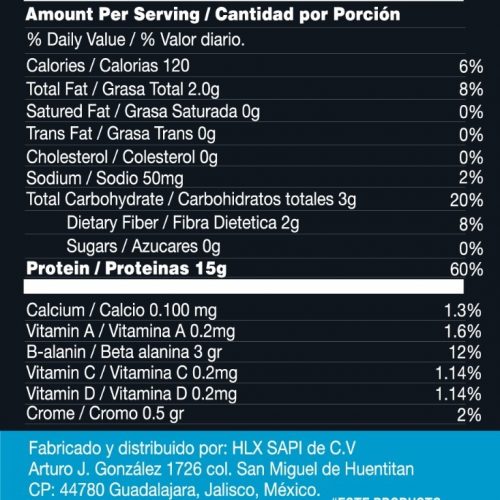 Amount Per Serving / Cantidad por Porción
% Daily Value / % Valor diario.
Calories / Calorias 120 6%
Total Fat / Grasa Total 2.0g 8%
Satured Fat / Grasa Saturada 0g 0%
Trans Fat / Grasa Trans 0g 0%
Cholesterol / Colesterol 0g 0%
Sodium / Sodio 50mg 2%
Total Carbohydrate / Carbohidratos totales 3g 20%
Dietary Fiber / Fibra Dietetica 2g 8%
Sugars / Azucares 0g 0%
Protein / Proteinas 15g 60%
Calcium / Calcio 0.100 mg 1.3%
Vitamin A / Vitamina A 0.2mg 1.6%
B-alanin / Beta alanina 3 gr 12%
Vitamin C / Vitamina C 0.2mg 1.14%
Vitamin D / Vitamina D 0.2mg 1.14%
Crome / Cromo 0.5 gr 2%
Fabricado y distribuido por: HLX SAPI de C.V
Arturo J. González 1726 col. San Miguel de Huentitan
CP: 44780 Guadalajara, Jalisco, México.
*ESTE PRODUCTO